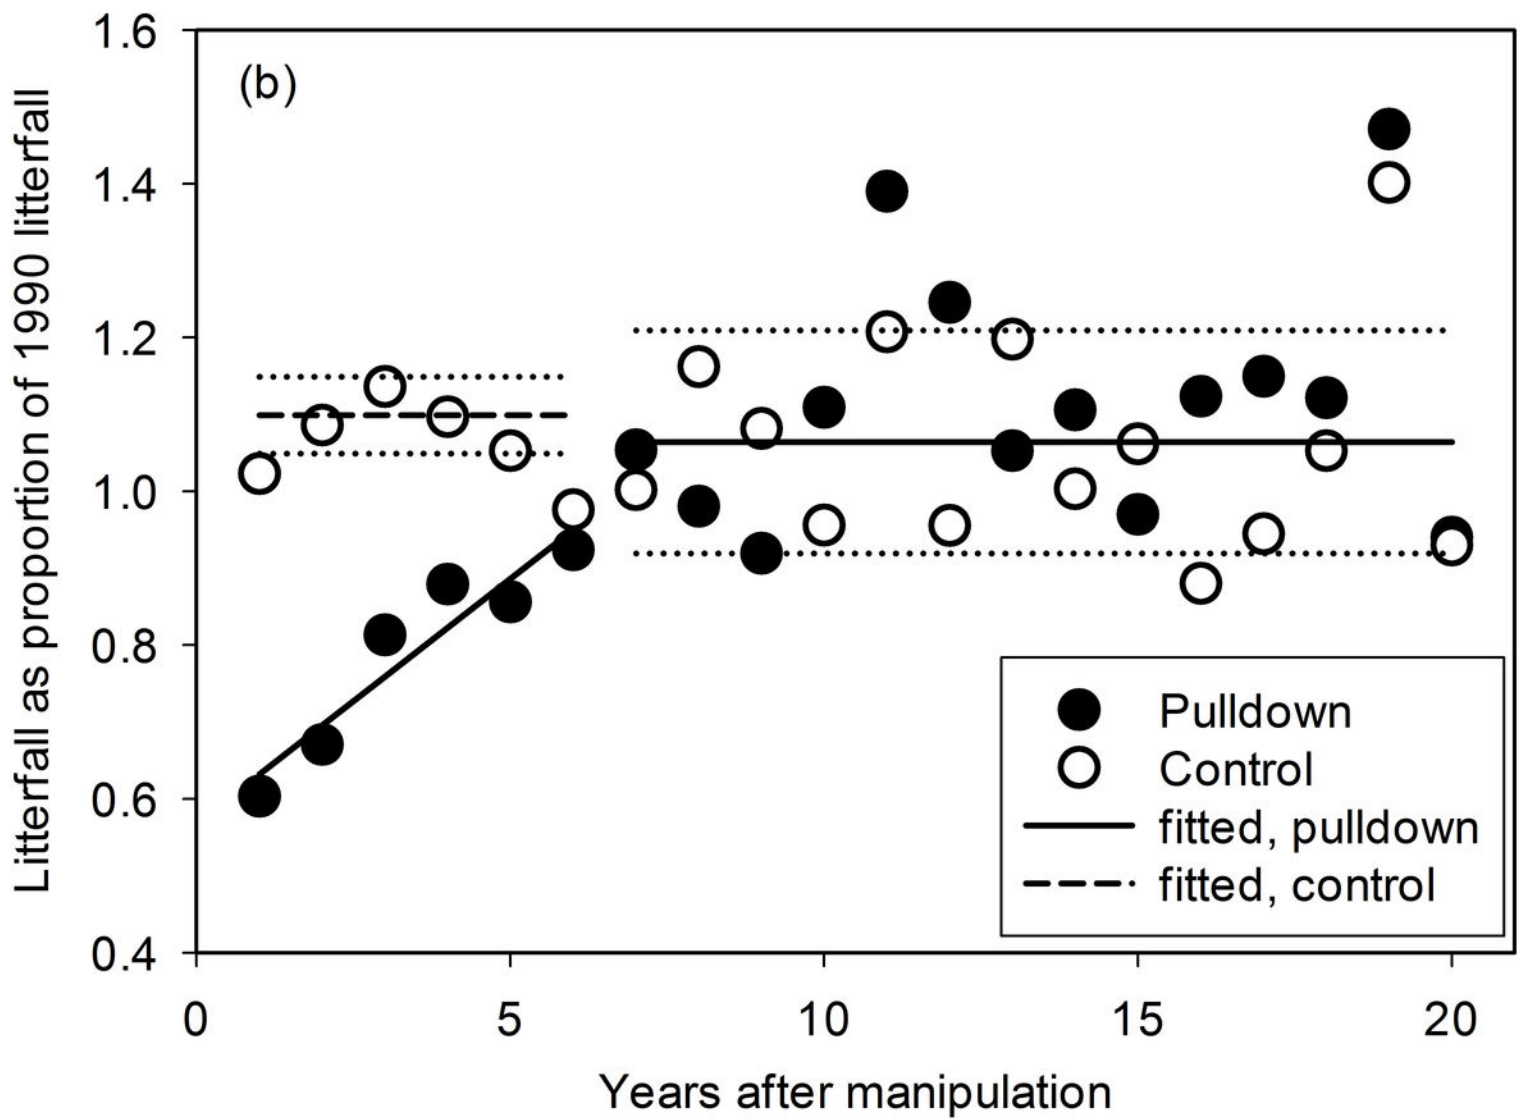 (b)
Litterfall as proportion of 1990 litterfall
1.6
1.4
1.2
1.0
0.8
0.6
0.4
Pulldown
Control
fitted, pulldown
fitted, control
0 5 10 15 20
Years after manipulation